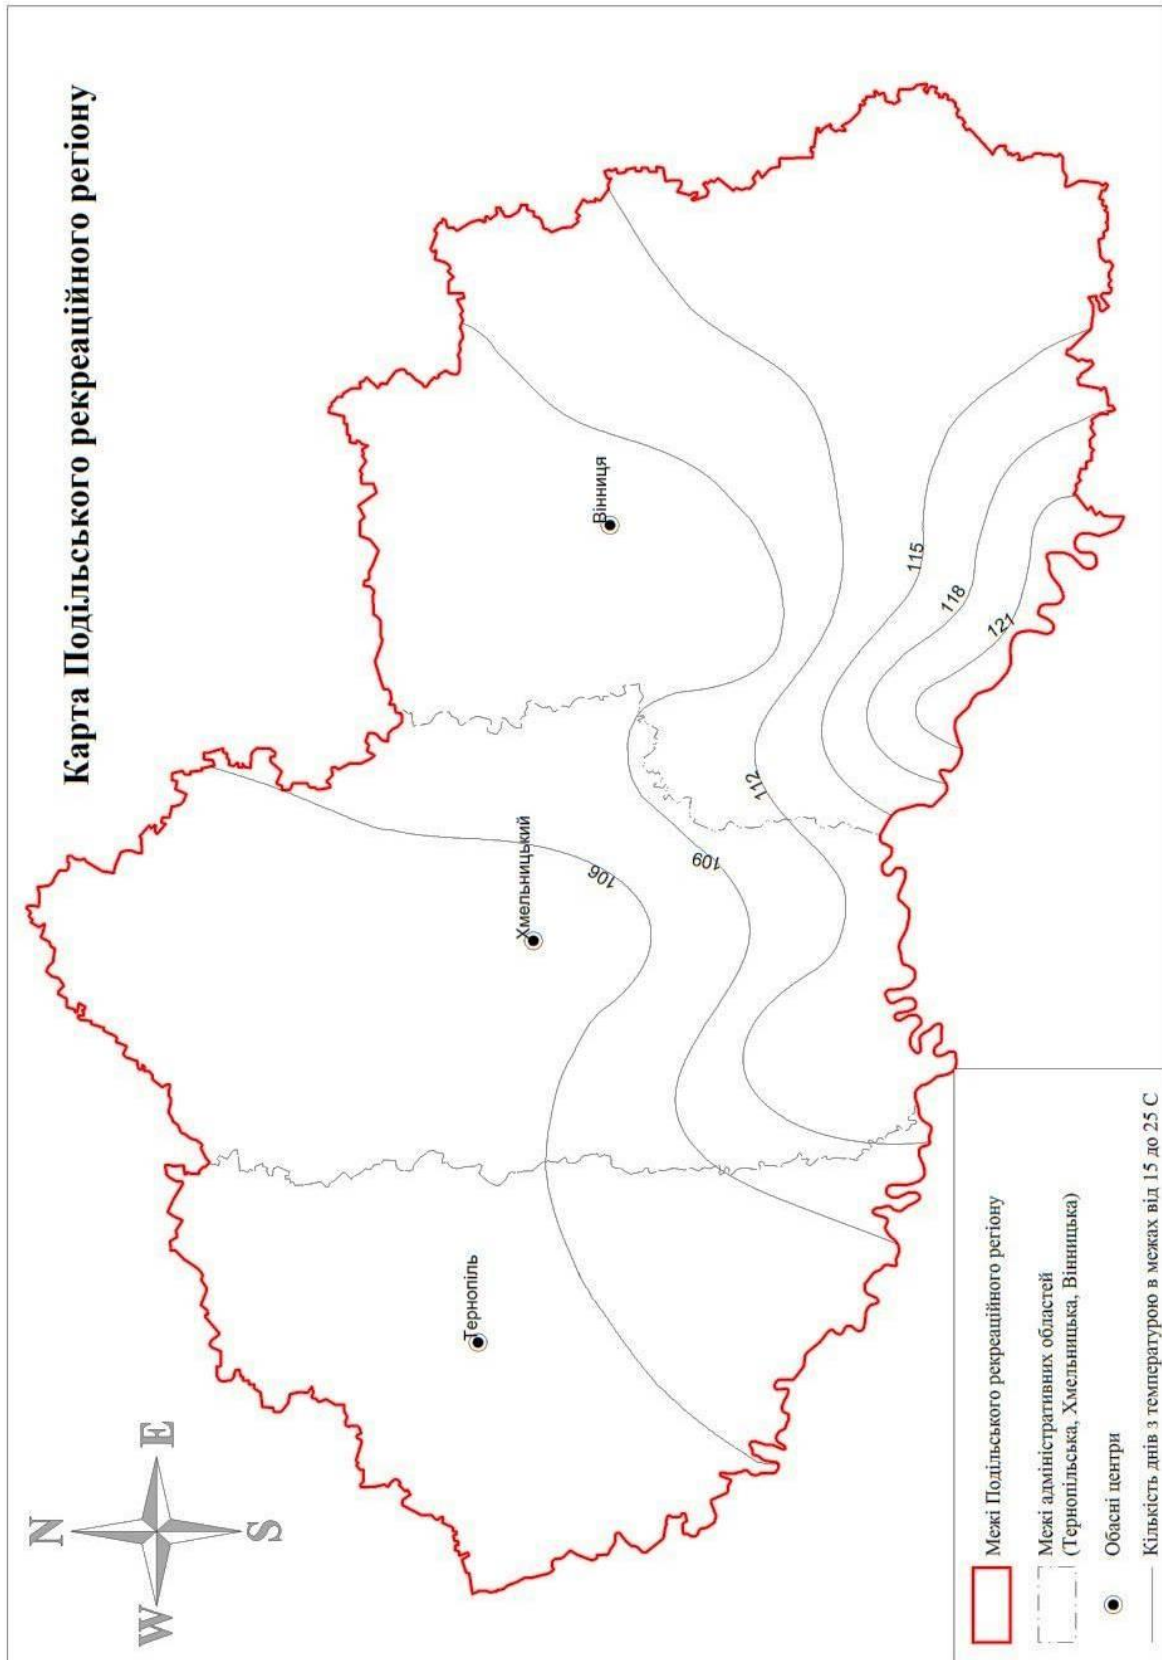 Карта Подільського рекреаційного регіону
N
W
E
S
Тернопіль
Хмельницький
Вінниця
106
109
112
115
118
121
Межі Подільського рекреаційного регіону
Межі адміністративних областей
(Тернопільська, Хмельницька, Вінницька)
Обасні центри
Кількість днів з температурою в межах від 15 до 25 С